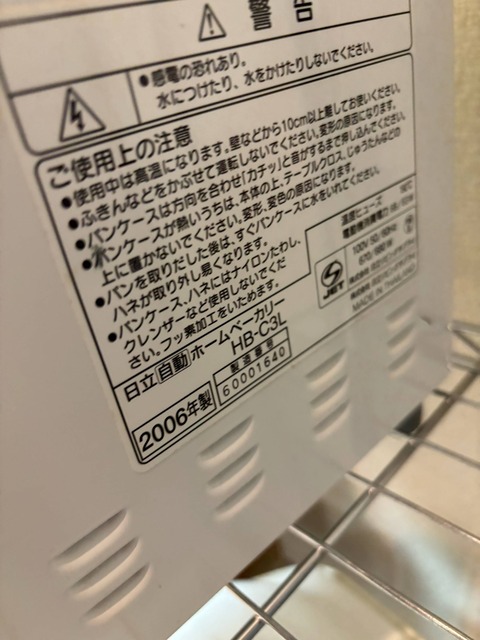 警告
●感電の恐れあり。
水につけたり、水をかけたりしないでください。
ご使用上の注意
●使用中は高温になります。壁などから10cm以上離してお使いください。
●ふきんなどをかぶせて運転しないでください。変形の原因になります。
●パンケースは方向を合わせ「カチッ」と音がするまで押し込んでください。
●パンケースが熱いうちは、本体の上、テーブルクロス、じゅうたんなどの
上に置かないでください。変形、変色の原因になります。
●パンを取りだした後は、すぐパンケースに水をいれてください。
ハネが取り外し易くなります。
●パンケース、ハネにはナイロンたわし、
クレンザーなど使用しないでくだ
さい。フッ素加工をいためます。
日立 自動 ホームベーカリー
HB-C3L
2006年製
製造番号
60001640
温度ヒューズ
電動機消費電力
100V 50/60Hz
JET
MADE IN THAILAND